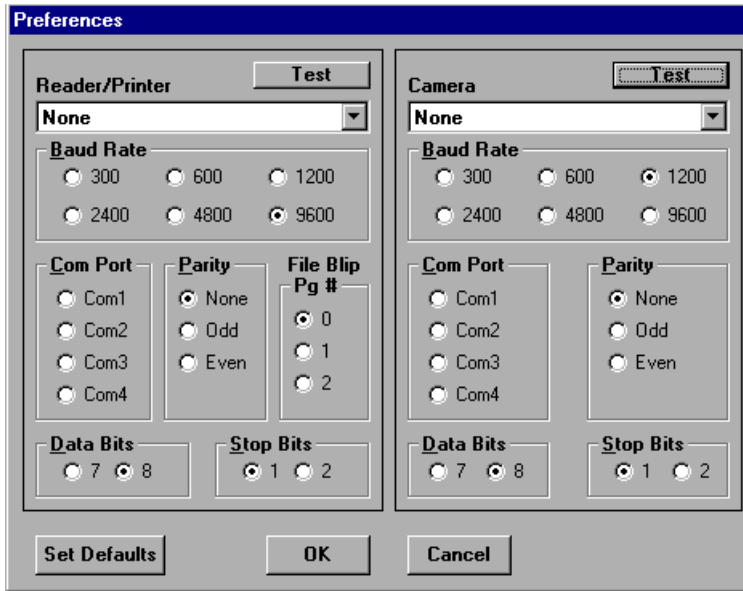 Preferences
Reader/Printer
Test
None
Baud Rate
300 600 1200
2400 4800 9600
Com Port
Com1
Com2
Com3
Com4
Parity
None
Odd
Even
File Blip
Pg #
0
1
2
Data Bits
7 8
Stop Bits
1 2
Camera
Test
None
Baud Rate
300 600 1200
2400 4800 9600
Com Port
Com1
Com2
Com3
Com4
Parity
None
Odd
Even
Data Bits
7 8
Stop Bits
1 2
Set Defaults
OK
Cancel